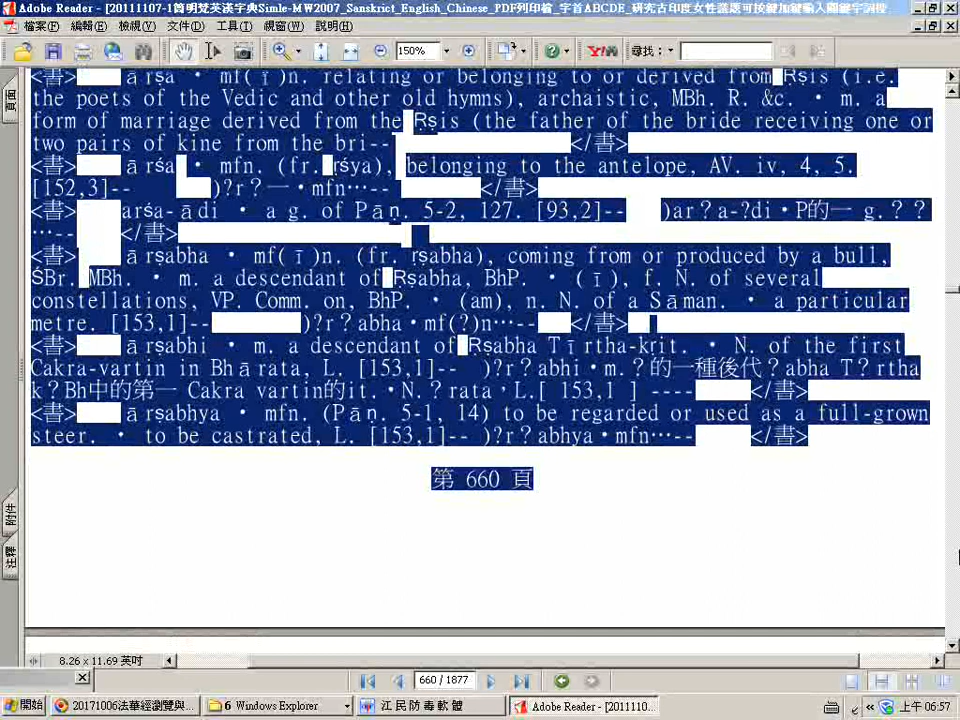 Adobe Reader - [20111107-1簡明梵英漢字典Simle-MW2007_Sanskrict_English_Chinese_PDF列印檔_字首ABCDE_研究古印度女性議題可按鍵加鍵輸入關鍵字詞搜
檔案(F) 編輯(E) 檢視(V) 文件(D) 工具(T) 視窗(W) 說明(H)
150% Y! 尋找：
頁面
<書> ārṣa ‧ mf(ī)n. relating or belonging to or derived from Ṛṣis (i.e.
the poets of the Vedic and other old hymns), archaistic, MBh. R. &c. ‧ m. a
form of marriage derived from the Ṛṣis (the father of the bride receiving one or
two pairs of kine from the bri-- </書>
<書> ārśa ‧ mfn. (fr. ṛśya), belonging to the antelope, AV. iv, 4, 5.
[152,3]-- )?r？一‧mfn…-- </書>
<書> arśa-ādi ‧ a g. of Pāṇ. 5-2, 127. [93,2]-- )ar？a-?di‧P的一 g.？？
…-- </書>
<書> ārṣabha ‧ mf(ī)n. (fr. ṛṣabha), coming from or produced by a bull,
ŚBr. MBh. ‧ m. a descendant of Ṛṣabha, BhP. ‧ (ī), f. N. of several
constellations, VP. Comm. on, BhP. ‧ (am), n. N. of a Sāman. ‧ a particular
metre. [153,1]-- )?r？abha‧mf(?)n…-- </書>
<書> ārṣabhi ‧ m. a descendant of Ṛṣabha Tīrtha-kṛit. ‧ N. of the first
Cakra-vartin in Bhārata, L. [153,1]-- )?r？abhi‧m.？的一種後代？abha T？rtha
k？Bh中的第一 Cakra vartin的it.‧N.？rata‧L.[ 153,1 ] ---- </書>
<書> ārṣabhya ‧ mfn. (Pāṇ. 5-1, 14) to be regarded or used as a full-grown
steer. ‧ to be castrated, L. [153,1]-- )?r？abhya‧mfn…-- </書>
第 660 頁
附件
注釋
8.26 x 11.69 英吋
660 / 1877
開始 20171006法華經瀏覽與... 6 Windows Explorer 江民防毒軟體 Adobe Reader - [2011110... 上午 06:57